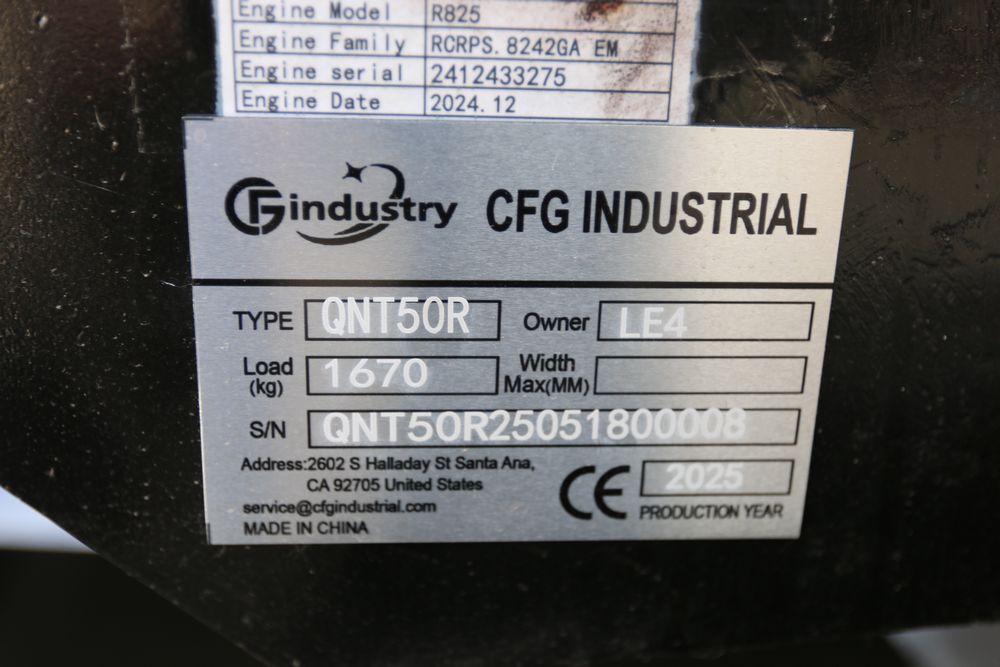 Engine Model R825
Engine Family RCRPS.8242GA EM
Engine serial 2412433275
Engine Date 2024.12
CFG industry CFG INDUSTRIAL
TYPE QNT50R Owner LE4
Load (kg) 1670 Width Max(MM)
S/N QNT50R25051800008
Address:2602 S Halladay St Santa Ana,
CA 92705 United States
service@cfgindustrial.com
MADE IN CHINA
CE 2025
PRODUCTION YEAR